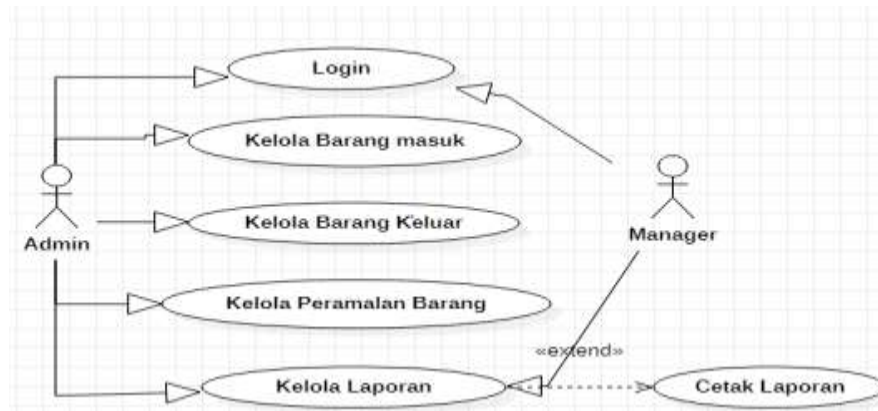 Login
Kelola Barang masuk
Kelola Barang Keluar
Admin
Manager
Kelola Peramalan Barang
«extend»
Kelola Laporan
Cetak Laporan